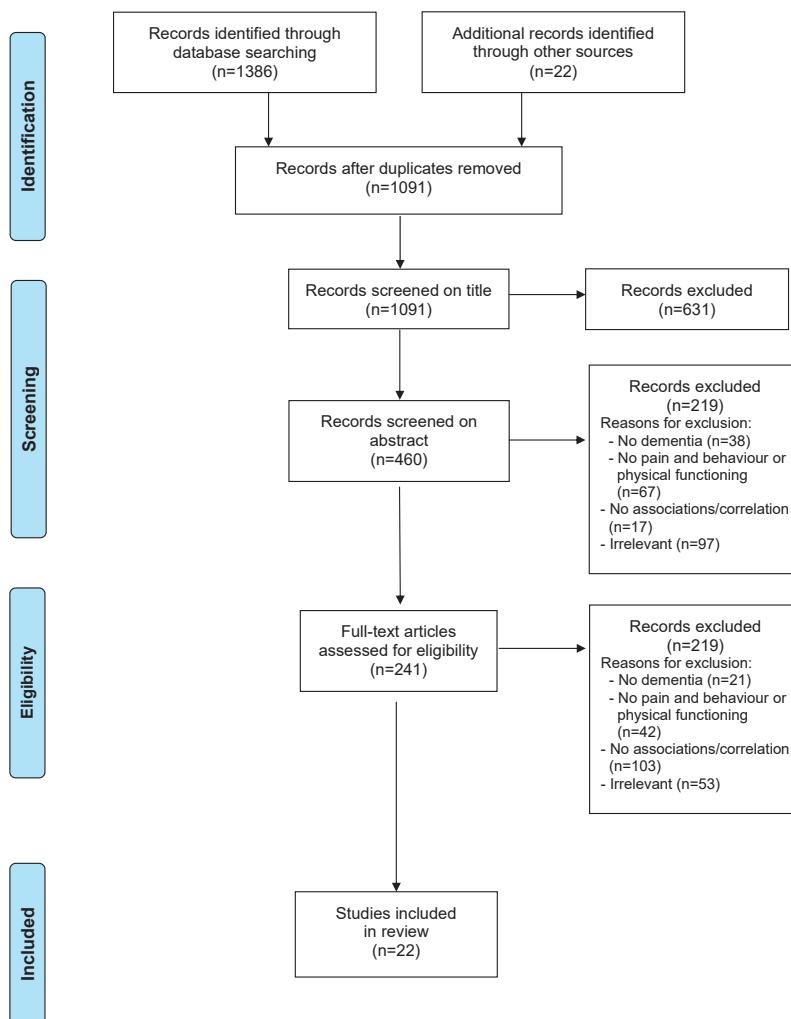 Identification
Records identified through
database searching
(n=1386)
Additional records identified
through other sources
(n=22)
Records after duplicates removed
(n=1091)
Screening
Records screened on title
(n=1091)
Records excluded
(n=631)
Records screened on
abstract
(n=460)
Records excluded
(n=219)
Reasons for exclusion:
- No dementia (n=38)
- No pain and behaviour or
physical functioning
(n=67)
- No associations/correlation
(n=17)
- Irrelevant (n=97)
Eligibility
Full-text articles
assessed for eligibility
(n=241)
Records excluded
(n=219)
Reasons for exclusion:
- No dementia (n=21)
- No pain and behaviour or
physical functioning
(n=42)
- No associations/correlation
(n=103)
- Irrelevant (n=53)
Included
Studies included
in review
(n=22)